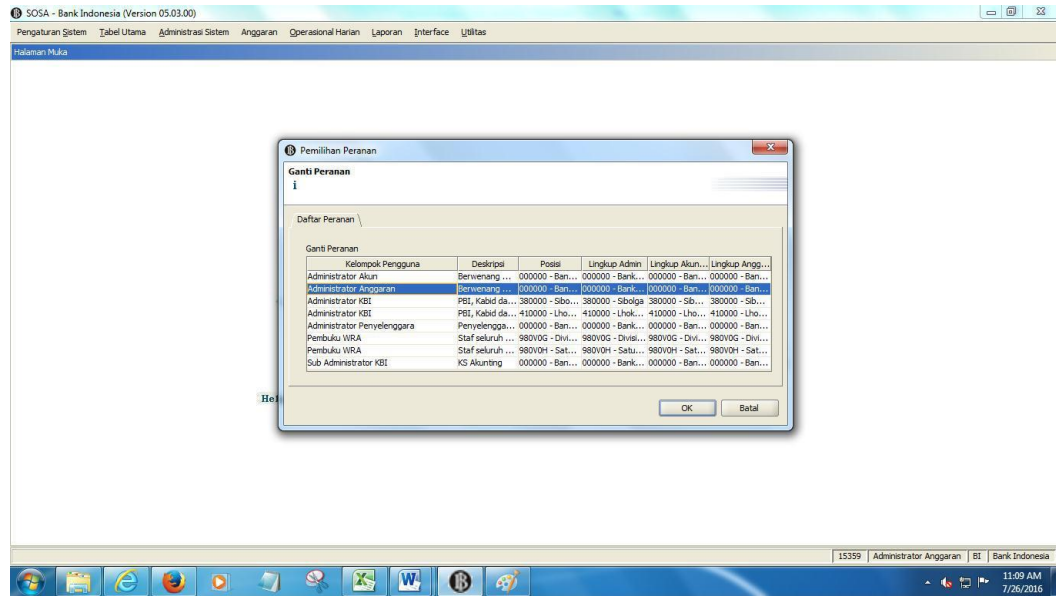 SOSA - Bank Indonesia (Version 05.03.00)
Pengaturan Sistem Tabel Utama Administrasi Sistem Anggaran Operasional Harian Laporan Interface Utilitas
Halaman Muka
Pemilihan Peranan
Ganti Peranan
i
Daftar Peranan
Ganti Peranan
Kelompok Pengguna Deskripsi Posisi Lingkup Admin Lingkup Akun... Lingkup Angg...
Administrator Akun Berwenang ... 000000 - Ban... 000000 - Bank... 000000 - Ban... 000000 - Ban...
Administrator Anggaran Berwenang ... 000000 - Ban... 000000 - Bank... 000000 - Ban... 000000 - Ban...
Administrator KBI PBI, Kabid da... 380000 - Sibo... 380000 - Sibolga 380000 - Sib... 380000 - Sib...
Administrator KBI PBI, Kabid da... 410000 - Lho... 410000 - Lhok... 410000 - Lho... 410000 - Lho...
Administrator Penyelenggara Penyelengga... 000000 - Ban... 000000 - Bank... 000000 - Ban... 000000 - Ban...
Pembuku WRA Staf seluruh ... 980V0G - Divi... 980V0G - Divisi... 980V0G - Divi... 980V0G - Divi...
Pembuku WRA Staf seluruh ... 980V0H - Sat... 980V0H - Satu... 980V0H - Sat... 980V0H - Sat...
Sub Administrator KBI KS Akunting 000000 - Ban... 000000 - Bank... 000000 - Ban... 000000 - Ban...
OK Batal
15359 Administrator Anggaran BI Bank Indonesia
11:09 AM
7/26/2016